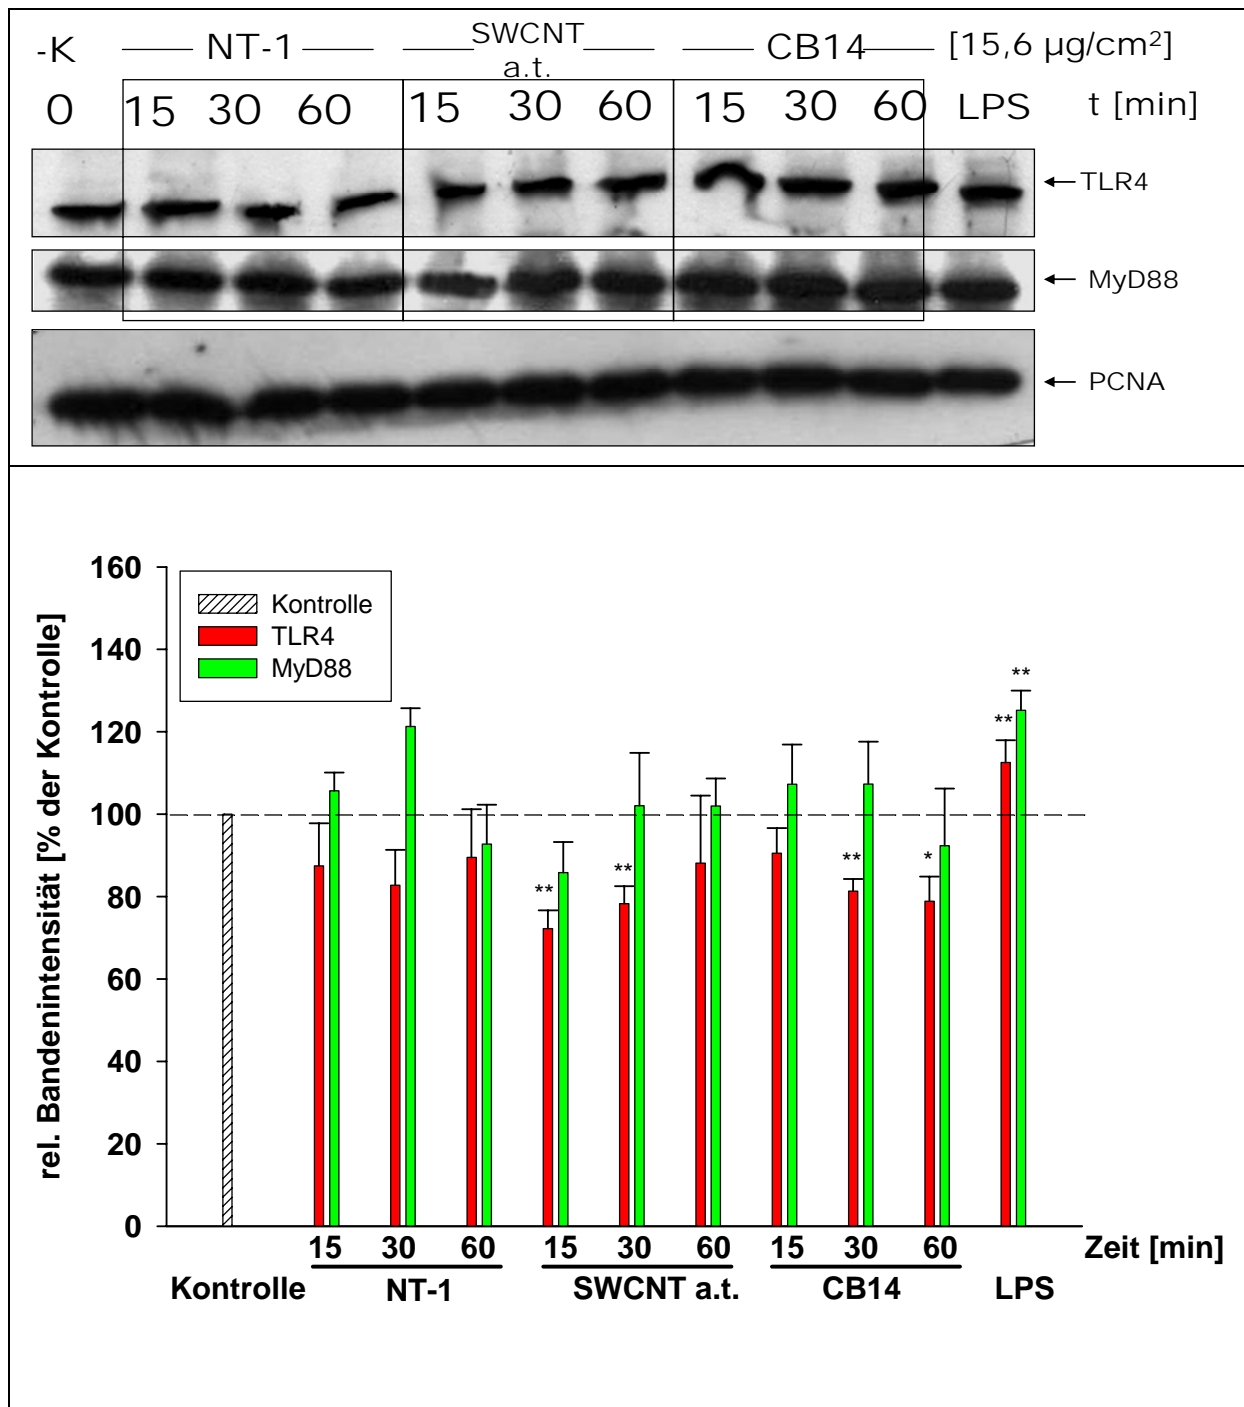 -K NT-1 SWCNT a.t. CB14 [15,6 µg/cm²]
0 15 30 60 15 30 60 15 30 60 LPS t [min]
TLR4
MyD88
PCNA
160
140
120
100
80
60
40
20
0
rel. Bandenintensität [% der Kontrolle]
Kontrolle
TLR4
MyD88
** ** ** * ** **
15 30 60 15 30 60 15 30 60 Zeit [min]
Kontrolle NT-1 SWCNT a.t. CB14 LPS